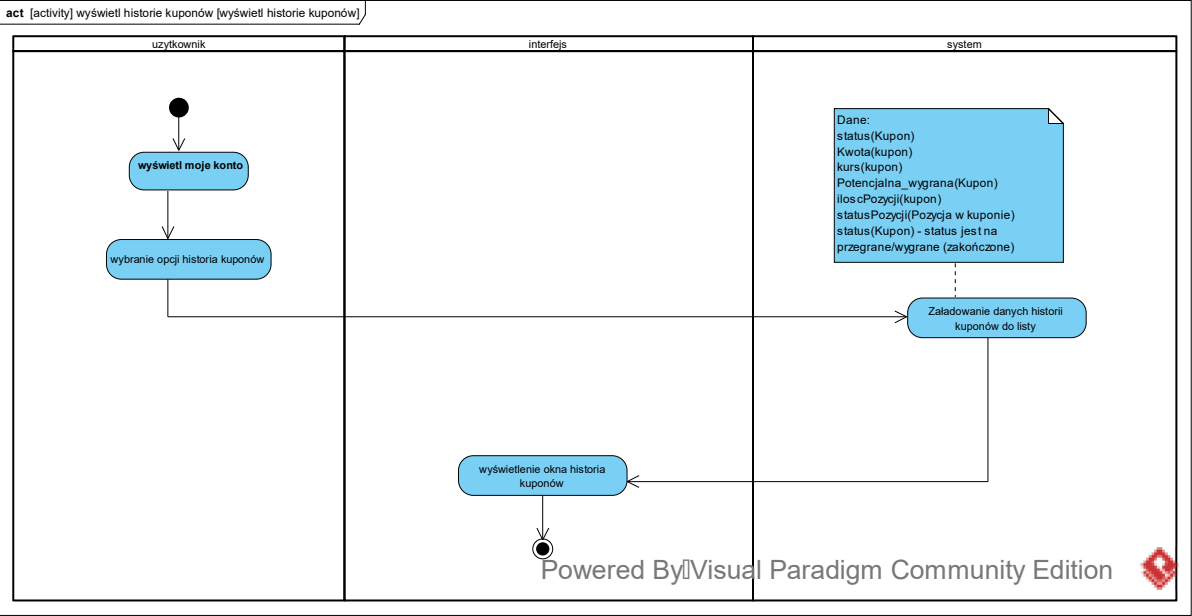 act [activity] wyświetl historie kuponów [wyświetl historie kuponów]
uzytkownik
interfejs
system
wyświetl moje konto
wybranie opcji historia kuponów
Dane:
status(Kupon)
Kwota(kupon)
kurs(kupon)
Potencjalna_wygrana(Kupon)
iloscPozycji(kupon)
statusPozycji(Pozycja w kuponie)
status(Kupon) - status jest na
przegrane/wygrane (zakończone)
Załadowanie danych historii
kuponów do listy
wyświetlenie okna historia
kuponów
Powered By Visual Paradigm Community Edition